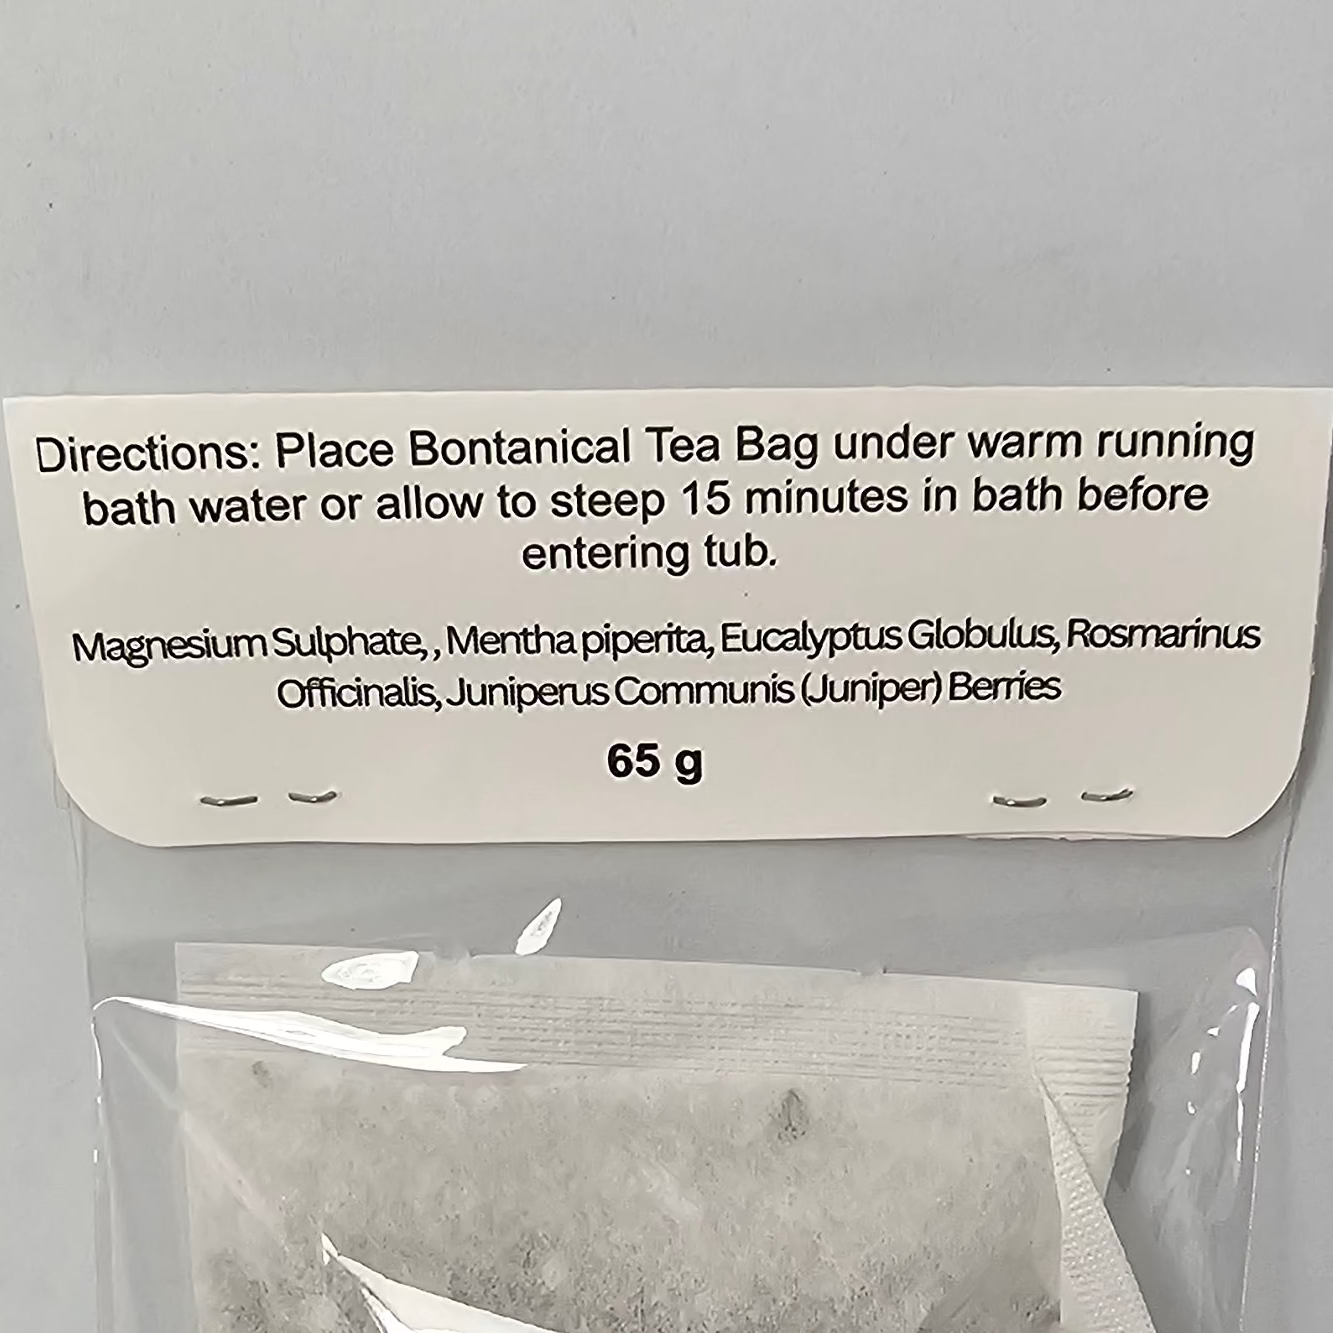 Directions: Place Bontanical Tea Bag under warm running
bath water or allow to steep 15 minutes in bath before
entering tub.
Magnesium Sulphate, , Mentha piperita, Eucalyptus Globulus, Rosmarinus
Officinalis, Juniperus Communis (Juniper) Berries
65 g